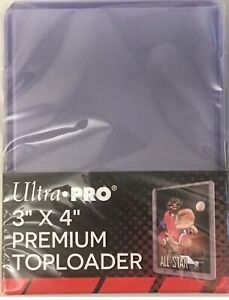 Ultra•PRO®
3" X 4"
PREMIUM
TOPLOADER
ALL-STAR